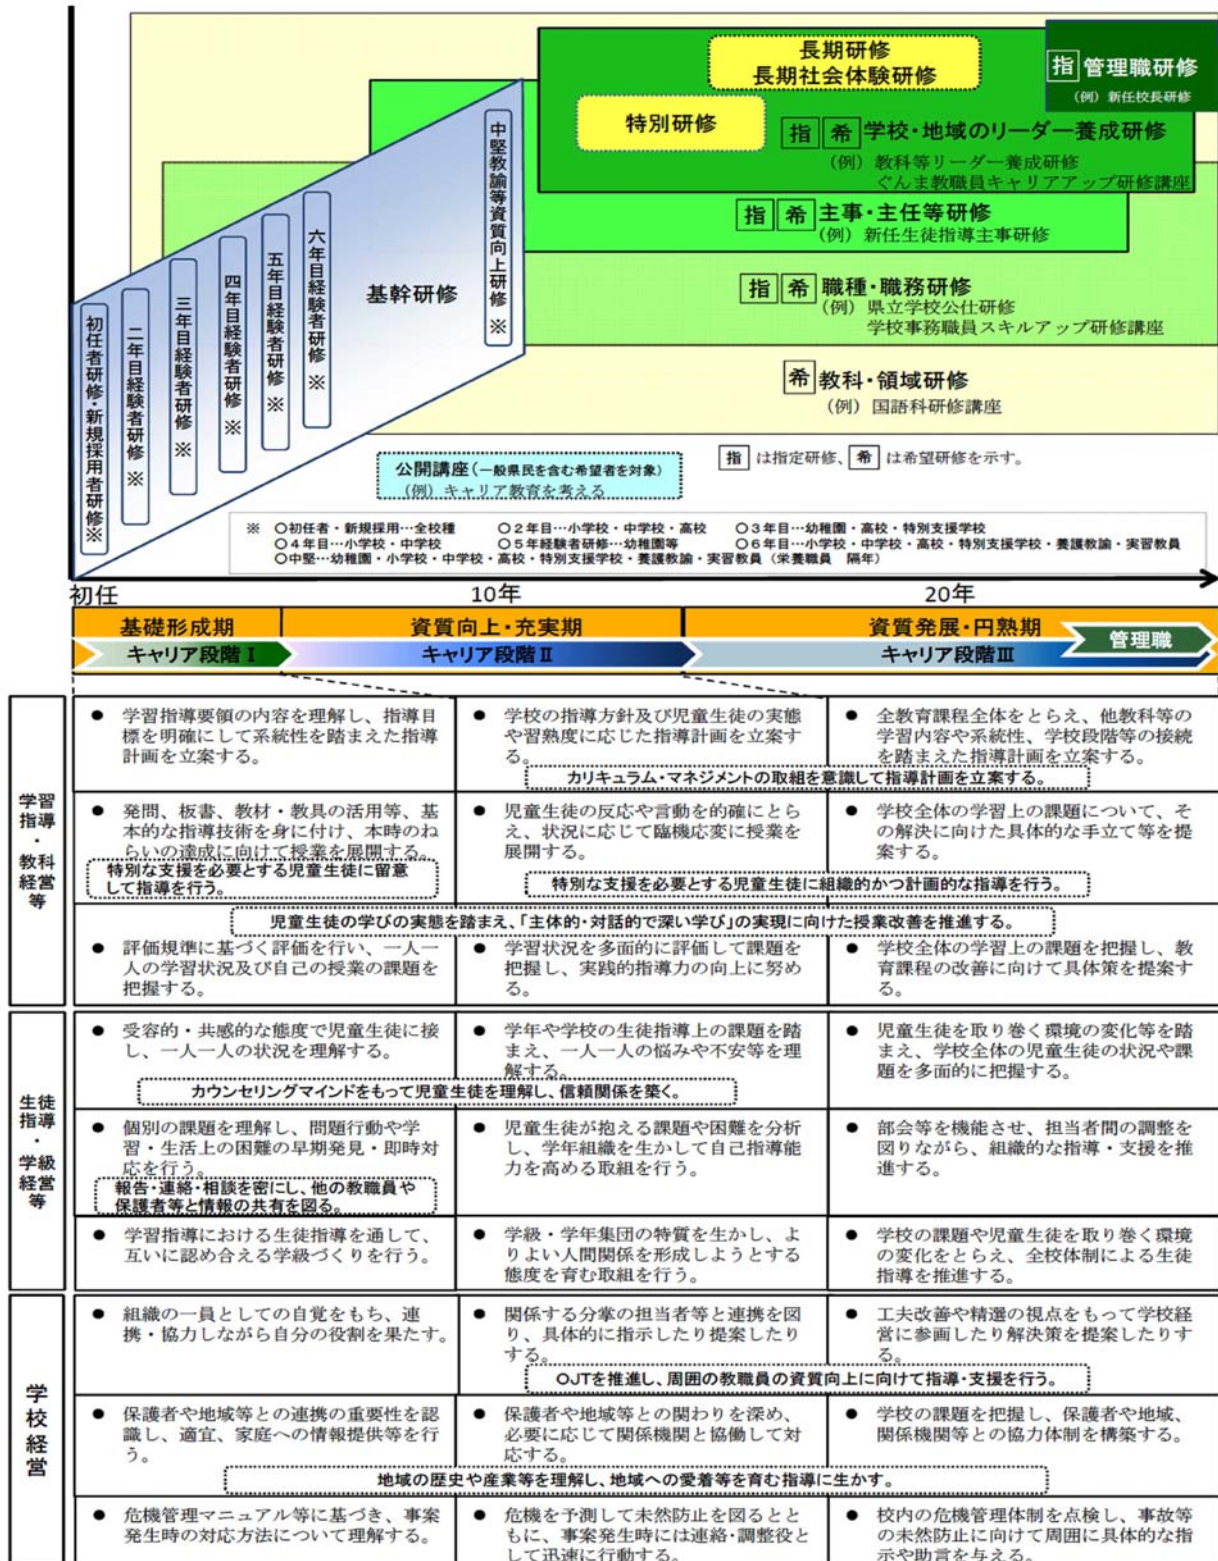 長期研修
長期社会体験研修
指 管理職研修
(例) 新任校長研修
特別研修
指 希 学校・地域のリーダー養成研修
(例) 教科等リーダー養成研修
ぐんま教職員キャリアアップ研修講座
指 希 主事・主任等研修
(例) 新任生徒指導主事研修
指 希 職種・職務研修
(例) 県立学校公仕研修
学校事務職員スキルアップ研修講座
希 教科・領域研修
(例) 国語科研修講座
初任者研修・新規採用者研修※
二年目経験者研修 ※
三年目経験者研修 ※
四年目経験者研修 ※
五年目経験者研修 ※
六年目経験者研修 ※
基幹研修
中堅教諭等資質向上研修 ※
公開講座(一般県民を含む希望者を対象)
(例) キャリア教育を考える
指 は指定研修、 希 は希望研修を示す。
※ ○初任者・新規採用…全校種 ○2年目…小学校・中学校・高校 ○3年目…幼稚園・高校・特別支援学校
○4年目…小学校・中学校 ○5年経験者研修…幼稚園等 ○6年目…小学校・中学校・高校・特別支援学校・養護教諭・実習教員
○中堅…幼稚園・小学校・中学校・高校・特別支援学校・養護教諭・実習教員(栄養職員 隔年)
初任 10年 20年
基礎形成期 資質向上・充実期 資質発展・円熟期
キャリア段階Ⅰ キャリア段階Ⅱ キャリア段階Ⅲ 管理職
学習指導・教科経営等
● 学習指導要領の内容を理解し、指導目
標を明確にして系統性を踏まえた指導
計画を立案する。
● 学校の指導方針及び児童生徒の実態
や習熟度に応じた指導計画を立案す
る。
● 全教育課程全体をとらえ、他教科等の
学習内容や系統性、学校段階等の接続
を踏まえた指導計画を立案する。
カリキュラム・マネジメントの取組を意識して指導計画を立案する。
● 発問、板書、教材・教具の活用等、基
本的な指導技術を身に付け、本時のね
らいの達成に向けて授業を展開する。
特別な支援を必要とする児童生徒に留意
して指導を行う。
● 児童生徒の反応や言動を的確にとら
え、状況に応じて臨機応変に授業を
展開する。
● 学校全体の学習上の課題について、そ
の解決に向けた具体的な手立て等を提
案する。
特別な支援を必要とする児童生徒に組織的かつ計画的な指導を行う。
児童生徒の学びの実態を踏まえ、「主体的・対話的で深い学び」の実現に向けた授業改善を推進する。
● 評価規準に基づく評価を行い、一人一
人の学習状況及び自己の授業の課題を
把握する。
● 学習状況を多面的に評価して課題を
把握し、実践的指導力の向上に努め
る。
● 学校全体の学習上の課題を把握し、教
育課程の改善に向けて具体策を提案す
る。
生徒指導・学級経営等
● 受容的・共感的な態度で児童生徒に接
し、一人一人の状況を理解する。
● 学年や学校の生徒指導上の課題を踏
まえ、一人一人の悩みや不安等を理
解する。
● 児童生徒を取り巻く環境の変化等を踏
まえ、学校全体の児童生徒の状況や課
題を多面的に把握する。
カウンセリングマインドをもって児童生徒を理解し、信頼関係を築く。
● 個別の課題を理解し、問題行動や学
習・生活上の困難の早期発見・即時対
応を行う。
報告・連絡・相談を密にし、他の教職員や
保護者等と情報の共有を図る。
● 児童生徒が抱える課題や困難を分析
し、学年組織を生かして自己指導能
力を高める取組を行う。
● 部会等を機能させ、担当者間の調整を
図りながら、組織的な指導・支援を推
進する。
● 学習指導における生徒指導を通して、
互いに認め合える学級づくりを行う。
● 学級・学年集団の特質を生かし、よ
りよい人間関係を形成しようとする
態度を育む取組を行う。
● 学校の課題や児童生徒を取り巻く環境
の変化をとらえ、全校体制による生徒
指導を推進する。
学校経営
● 組織の一員としての自覚をもち、連
携・協力しながら自分の役割を果たす。
● 関係する分掌の担当者等と連携を図
り、具体的に指示したり提案したり
する。
● 工夫改善や精選の視点をもって学校経
営に参画したり解決策を提案したりす
る。
OJTを推進し、周囲の教職員の資質向上に向けて指導・支援を行う。
● 保護者や地域等との連携の重要性を認
識し、適宜、家庭への情報提供等を行
う。
● 保護者や地域等との関わりを深め、
必要に応じて関係機関と協働して対
応する。
● 学校の課題を把握し、保護者や地域、
関係機関等との協力体制を構築する。
地域の歴史や産業等を理解し、地域への愛着等を育む指導に生かす。
● 危機管理マニュアル等に基づき、事案
発生時の対応方法について理解する。
● 危機を予測して未然防止を図るとと
もに、事案発生時には連絡・調整役と
して迅速に行動する。
● 校内の危機管理体制を点検し、事故等
の未然防止に向けて周囲に具体的な指
示や助言を与える。